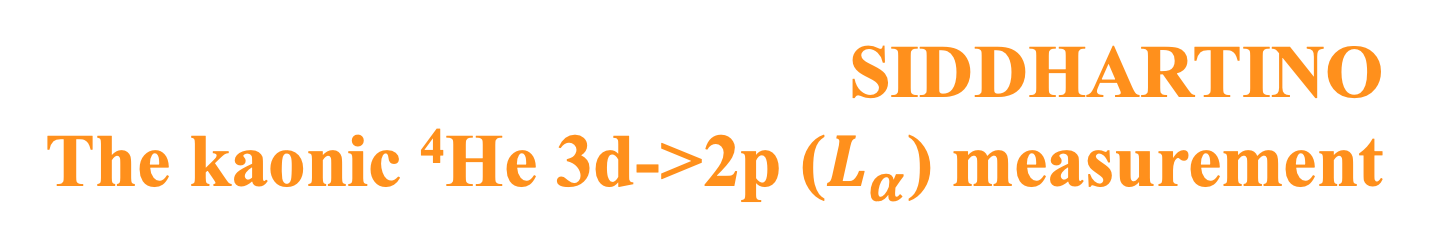 SIDDHARTINO
The kaonic ⁴He 3d->2p (Lα) measurement